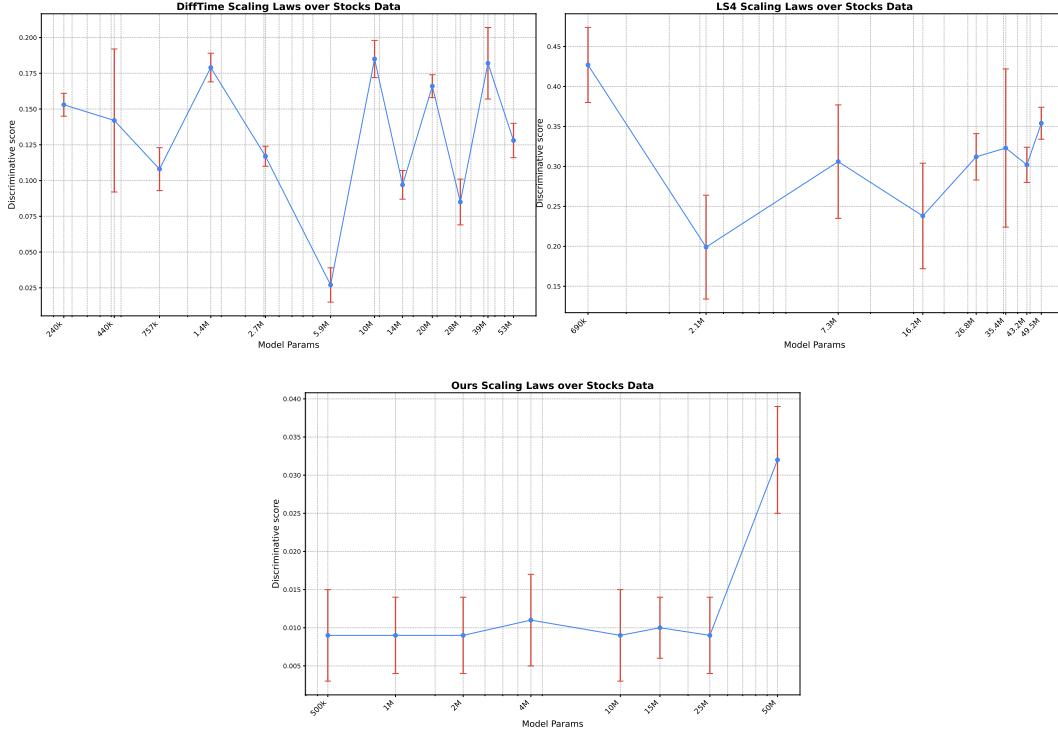 DiffTime Scaling Laws over Stocks Data
Discriminative score
0.200
0.175
0.150
0.125
0.100
0.075
0.050
0.025
240k
440k
757k
1.4M
2.7M
5.9M
10M
14M
20M
28M
39M
53M
Model Params
LS4 Scaling Laws over Stocks Data
Discriminative score
0.45
0.40
0.35
0.30
0.25
0.20
0.15
690k
2.1M
7.3M
16.2M
26.8M
35.4M
43.2M
49.5M
Model Params
Ours Scaling Laws over Stocks Data
Discriminative score
0.040
0.035
0.030
0.025
0.020
0.015
0.010
0.005
500k
1M
2M
4M
10M
15M
25M
50M
Model Params